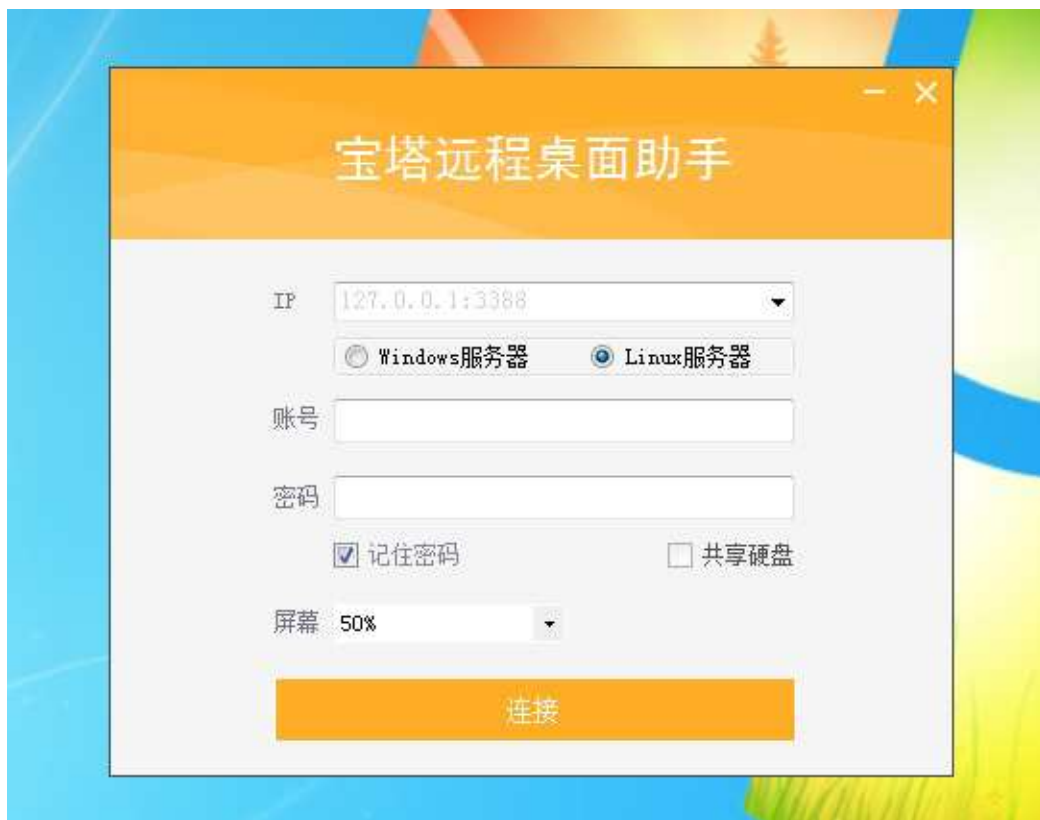 宝塔远程桌面助手
IP 127.0.0.1:3388
Windows服务器 Linux服务器
账号
密码
记住密码 共享硬盘
屏幕 50%
连接